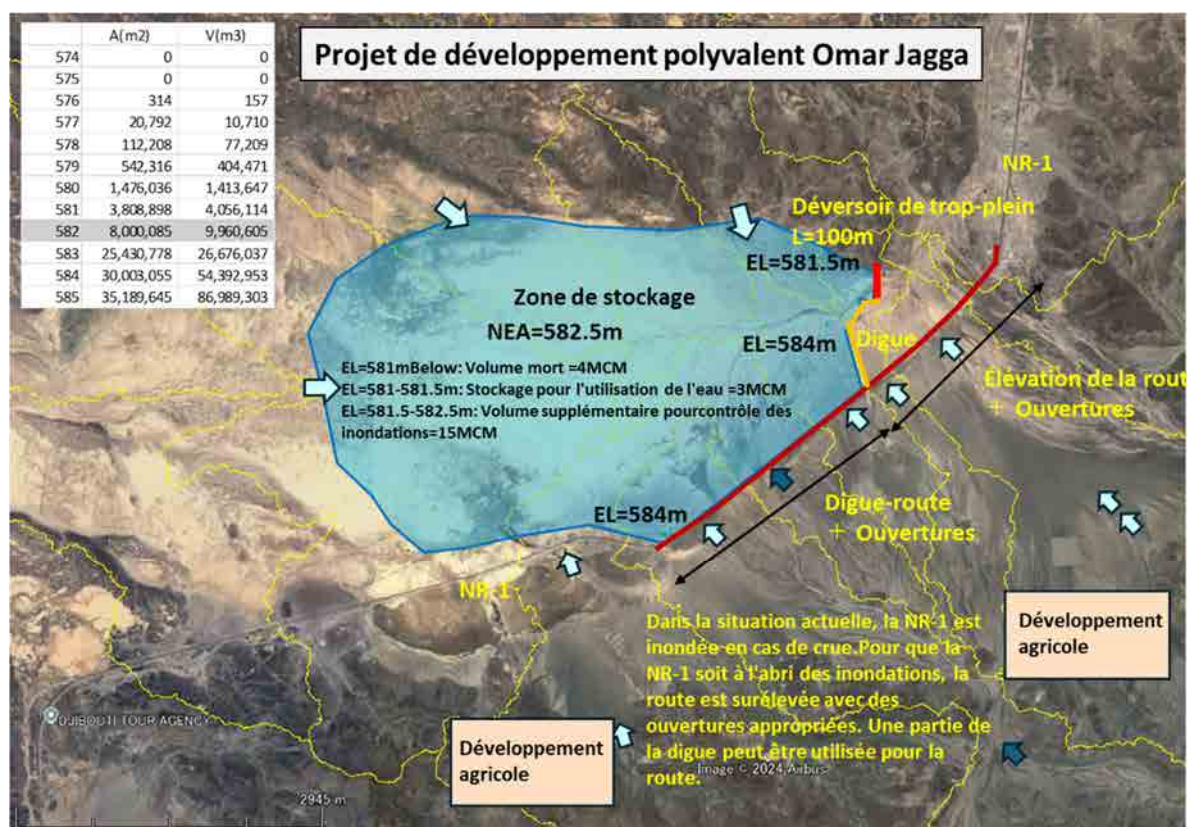 A(m2) V(m3)
574 0 0
575 0 0
576 314 157
577 20,792 10,710
578 112,208 77,209
579 542,316 404,471
580 1,476,036 1,413,647
581 3,808,898 4,056,114
582 8,000,085 9,960,605
583 25,430,778 26,676,037
584 30,003,055 54,392,953
585 35,189,645 86,989,303
Projet de développement polyvalent Omar Jagga
NR-1
Déversoir de trop-plein
L=100m
EL=581.5m
Zone de stockage
NEA=582.5m
EL=584m
Digue
EL=581mBelow: Volume mort =4MCM
EL=581-581.5m: Stockage pour l'utilisation de l'eau =3MCM
EL=581.5-582.5m: Volume supplémentaire pourcontrôle des
inondations=15MCM
Élévation de la rout
+ Ouvertures
EL=584m
Digue-route
+ Ouvertures
NR-1
Dans la situation actuelle, la NR-1 est
inondée en cas de crue.Pour que la
NR-1 soit à l'abri des inondations, la
route est surélevée avec des
ouvertures appropriées. Une partie de
la digue peut être utilisée pour la
route.
Développement
agricole
Développement
agricole
DJIBOUTI TOUR AGENCY
Image © 2024 Airbus
2945 m